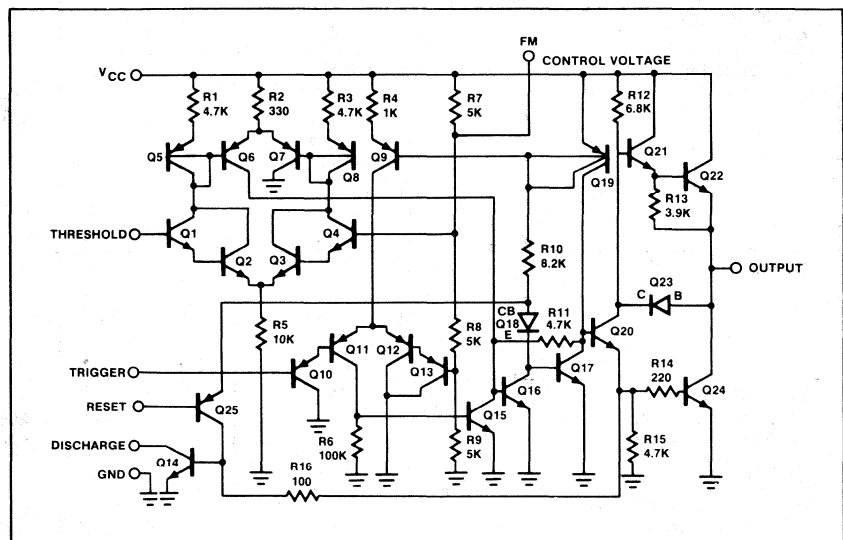 FM
CONTROL VOLTAGE
VCC
R1
4.7K
R2
330
R3
4.7K
R4
1K
R7
5K
R12
6.8K
Q5
Q6
Q7
Q8
Q9
Q19
Q21
Q22
R13
3.9K
THRESHOLD
Q1
Q2
Q3
Q4
R10
8.2K
OUTPUT
Q23
C
B
CB
Q18
E
R11
4.7K
Q20
R5
10K
R8
5K
Q11
Q12
Q13
Q10
TRIGGER
Q17
R14
220
Q24
RESET
Q25
Q15
Q16
DISCHARGE
Q14
GND
R6
100K
R9
5K
R15
4.7K
R16
100